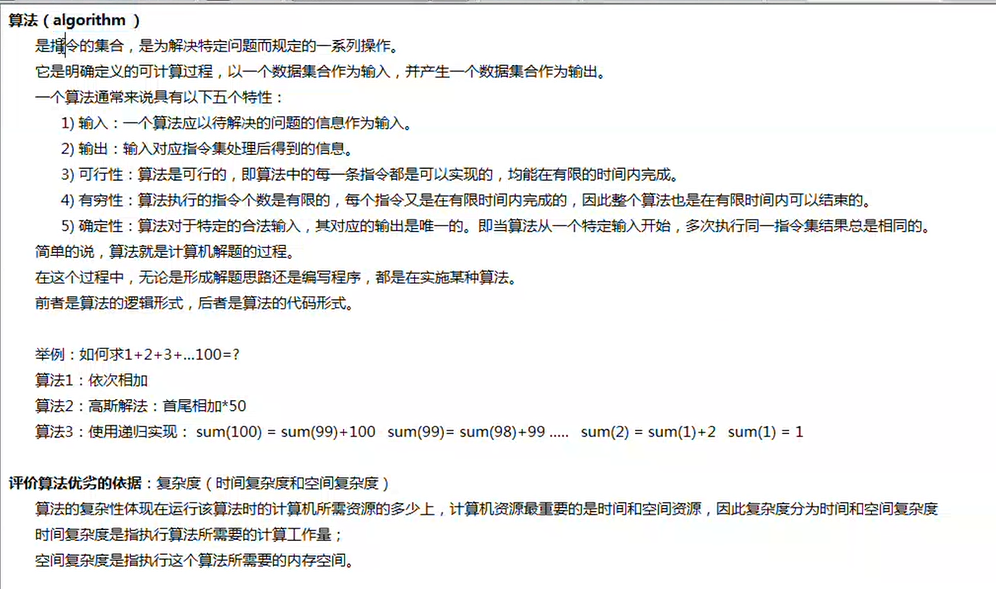 算法（algorithm ）
是指令的集合，是为解决特定问题而规定的一系列操作。
它是明确定义的可计算过程，以一个数据集合作为输入，并产生一个数据集合作为输出。
一个算法通常来说具有以下五个特性：
1) 输入：一个算法应以待解决的问题的信息作为输入。
2) 输出：输入对应指令集处理后得到的信息。
3) 可行性：算法是可行的，即算法中的每一条指令都是可以实现的，均能在有限的时间内完成。
4) 有穷性：算法执行的指令个数是有限的，每个指令又是在有限时间内完成的，因此整个算法也是在有限时间内可以结束的。
5) 确定性：算法对于特定的合法输入，其对应的输出是唯一的。即当算法从一个特定输入开始，多次执行同一指令集结果总是相同的。
简单的说，算法就是计算机解题的过程。
在这个过程中，无论是形成解题思路还是编写程序，都是在实施某种算法。
前者是算法的逻辑形式，后者是算法的代码形式。
举例：如何求1+2+3+...100=?
算法1：依次相加
算法2：高斯解法：首尾相加*50
算法3：使用递归实现： sum(100) = sum(99)+100 sum(99)= sum(98)+99 ..... sum(2) = sum(1)+2 sum(1) = 1
评价算法优劣的依据：复杂度（时间复杂度和空间复杂度）
算法的复杂性体现在运行该算法时的计算机所需资源的多少上，计算机资源最重要的是时间和空间资源，因此复杂度分为时间和空间复杂度
时间复杂度是指执行算法所需要的计算工作量；
空间复杂度是指执行这个算法所需要的内存空间。